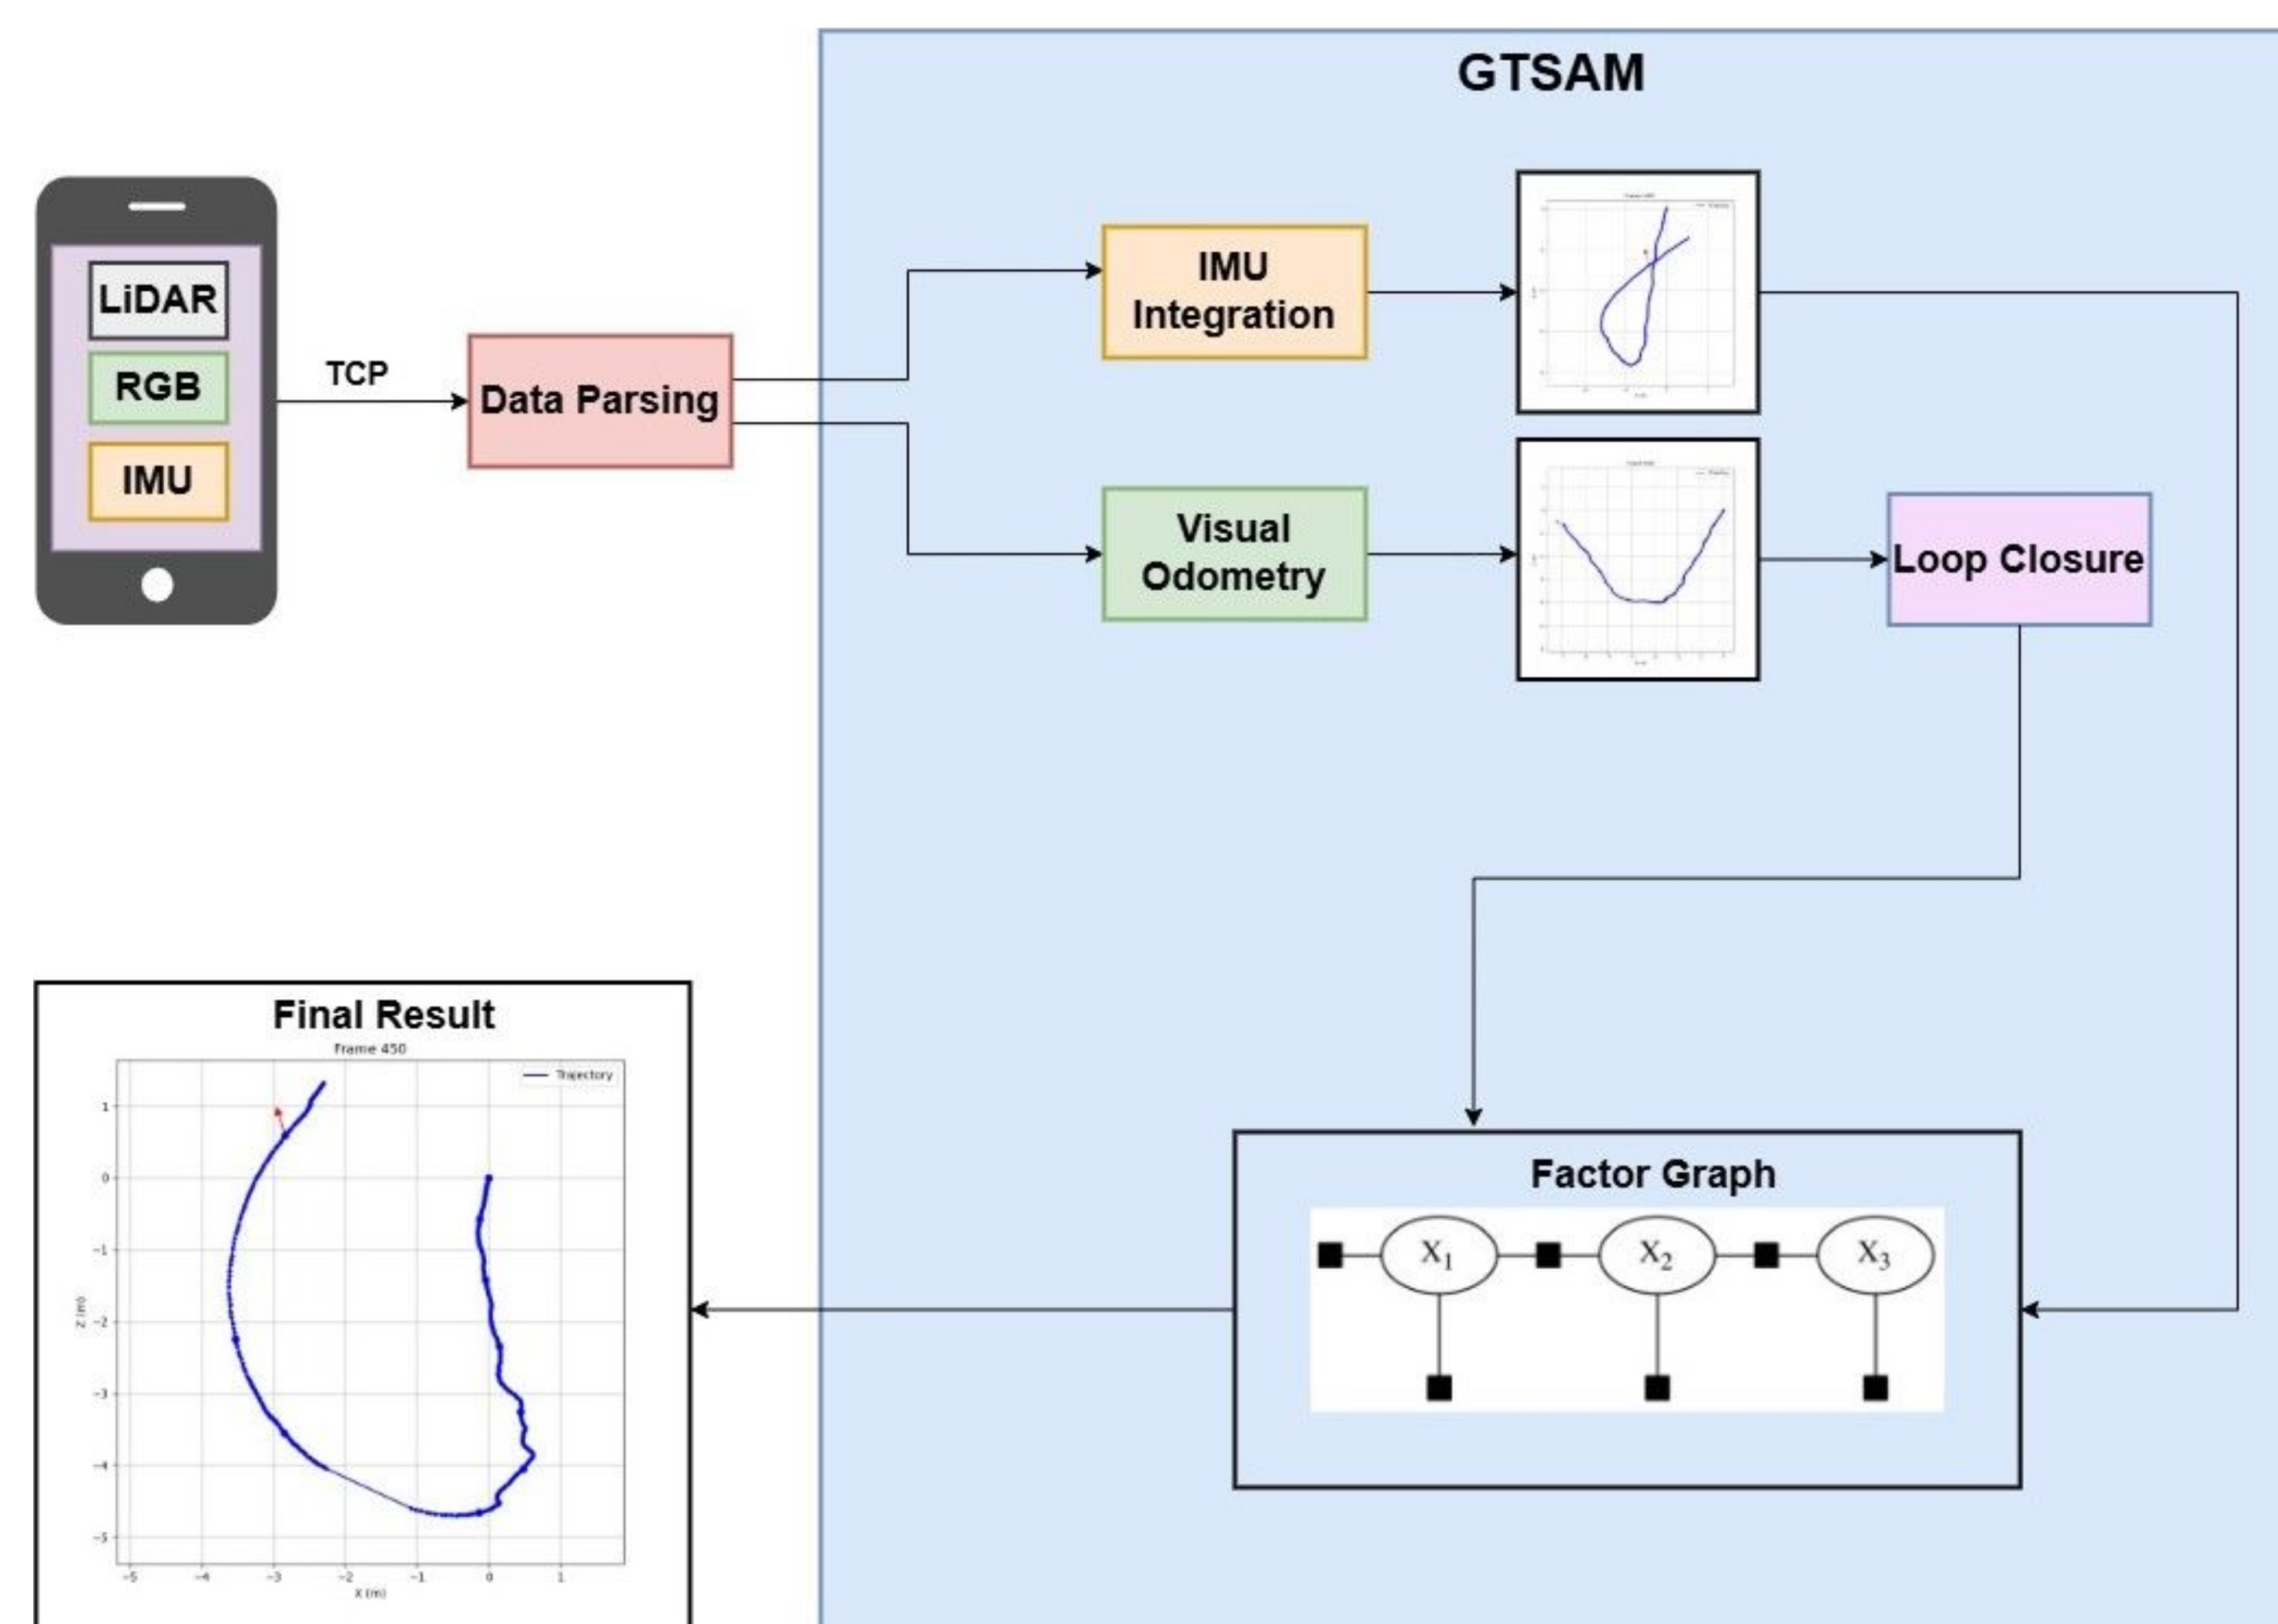 GTSAM
LiDAR
RGB
IMU
TCP
Data Parsing
IMU
Integration
Visual
Odometry
Loop Closure
Final Result
Frame 450
Trajectory
1
0
−1
−2
−3
−4
−5
Z (m)
−5 −4 −3 −2 −1 0 1
X (m)
Factor Graph
X1 X2 X3